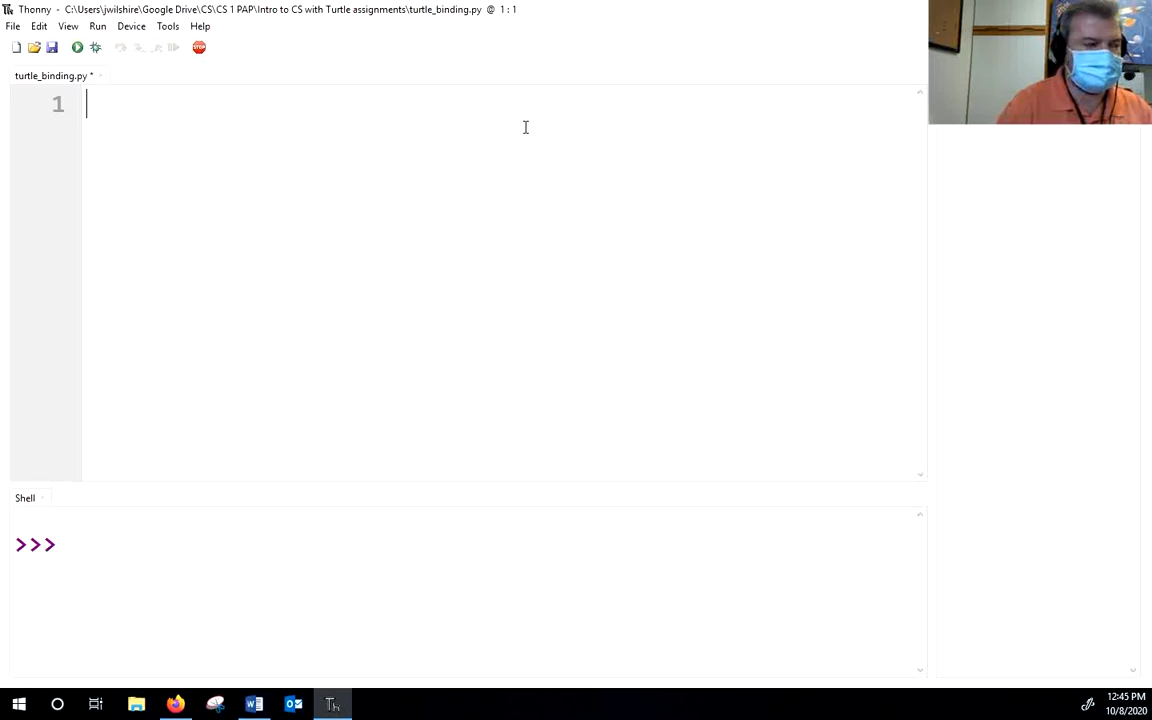 Thonny - C:\Users\jwilshire\Google Drive\CS\CS 1 PAP\Intro to CS with Turtle assignments\turtle_binding.py @ 1 : 1
File Edit View Run Device Tools Help
STOP
turtle_binding.py *
1
Shell
>>>
12:45 PM
10/8/2020